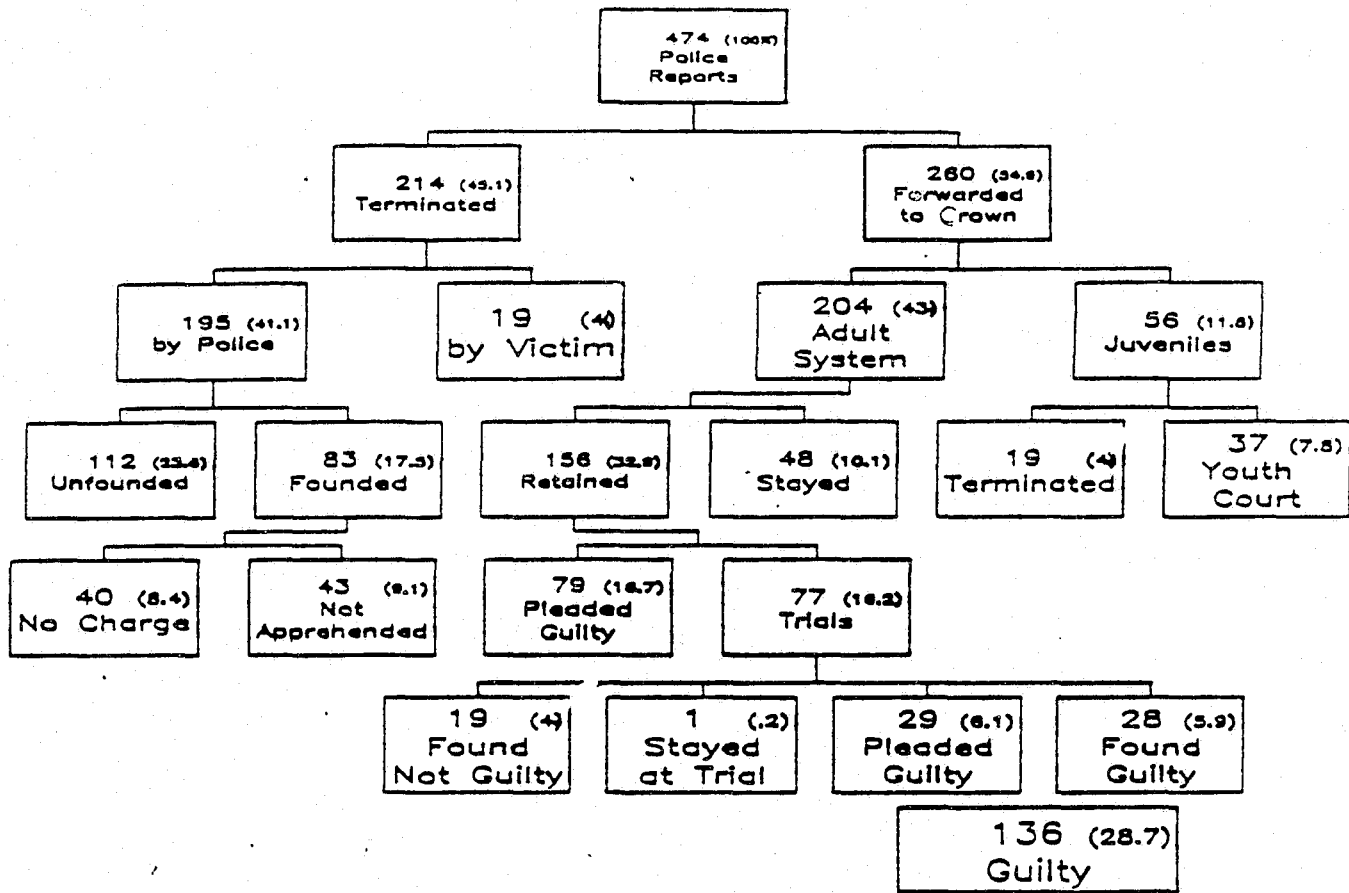 474 (100%)
Police
Reports
214 (45.1)
Terminated
260 (54.9)
Forwarded
to Crown
195 (41.1)
by Police
19 (4)
by Victim
204 (43)
Adult
System
56 (11.8)
Juveniles
112 (23.6)
Unfounded
83 (17.5)
Founded
156 (32.9)
Retained
48 (10.1)
Stayed
19 (4)
Terminated
37 (7.8)
Youth
Court
40 (8.4)
No Charge
43 (9.1)
Not
Apprehended
79 (16.7)
Pleaded
Guilty
77 (16.2)
Trials
19 (4)
Found
Not Guilty
1 (.2)
Stayed
at Trial
29 (6.1)
Pleaded
Guilty
28 (5.9)
Found
Guilty
136 (28.7)
Guilty